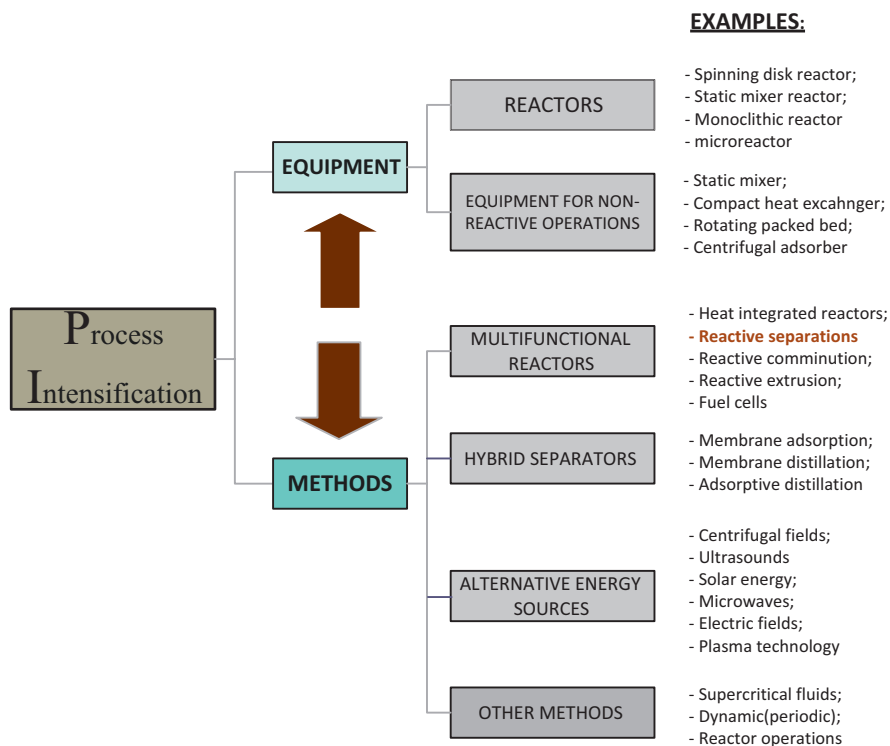 EXAMPLES:
Process
Intensification
EQUIPMENT
REACTORS
- Spinning disk reactor;
- Static mixer reactor;
- Monoclithic reactor
- microreactor
EQUIPMENT FOR NON-
REACTIVE OPERATIONS
- Static mixer;
- Compact heat excahnger;
- Rotating packed bed;
- Centrifugal adsorber
METHODS
MULTIFUNCTIONAL
REACTORS
- Heat integrated reactors;
- Reactive separations
- Reactive comminution;
- Reactive extrusion;
- Fuel cells
HYBRID SEPARATORS
- Membrane adsorption;
- Membrane distillation;
- Adsorptive distillation
ALTERNATIVE ENERGY
SOURCES
- Centrifugal fields;
- Ultrasounds
- Solar energy;
- Microwaves;
- Electric fields;
- Plasma technology
OTHER METHODS
- Supercritical fluids;
- Dynamic(periodic);
- Reactor operations